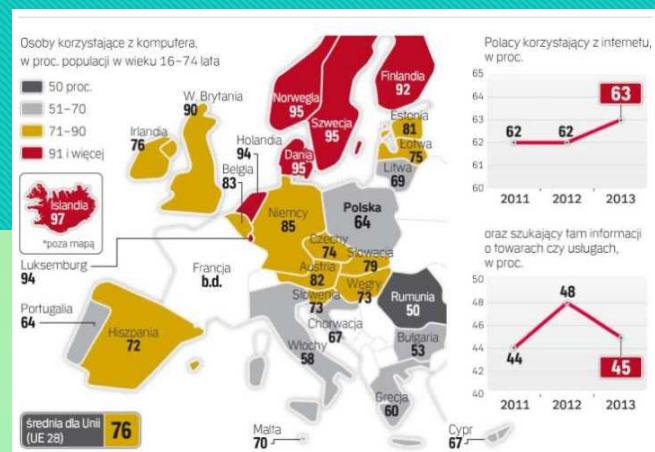 Osoby korzystające z komputera,
w proc. populacji w wieku 16–74 lata
50 proc.
51–70
71–90
91 i więcej
Islandia
97
*poza mapą
W. Brytania
90
Irlandia
76
Holandia
94
Belgia
83
Luksemburg
94
Portugalia
64
Hiszpania
72
Francja
b.d.
Norwegia
95
Szwecja
95
Finlandia
92
Dania
95
Estonia
81
Łotwa
75
Litwa
69
Polska
64
Niemcy
85
Czechy
74
Słowacja
79
Austria
82
Węgry
73
Słowenia
73
Chorwacja
67
Włochy
58
Rumunia
50
Bułgaria
53
Grecja
60
Malta
70
Cypr
67
średnia dla Unii
(UE 28)
76
Polacy korzystający z internetu,
w proc.
65
64
63
62
61
60
62
62
63
2011 2012 2013
oraz szukający tam informacji
o towarach czy usługach,
w proc.
50
48
46
44
42
40
44
48
45
2011 2012 2013